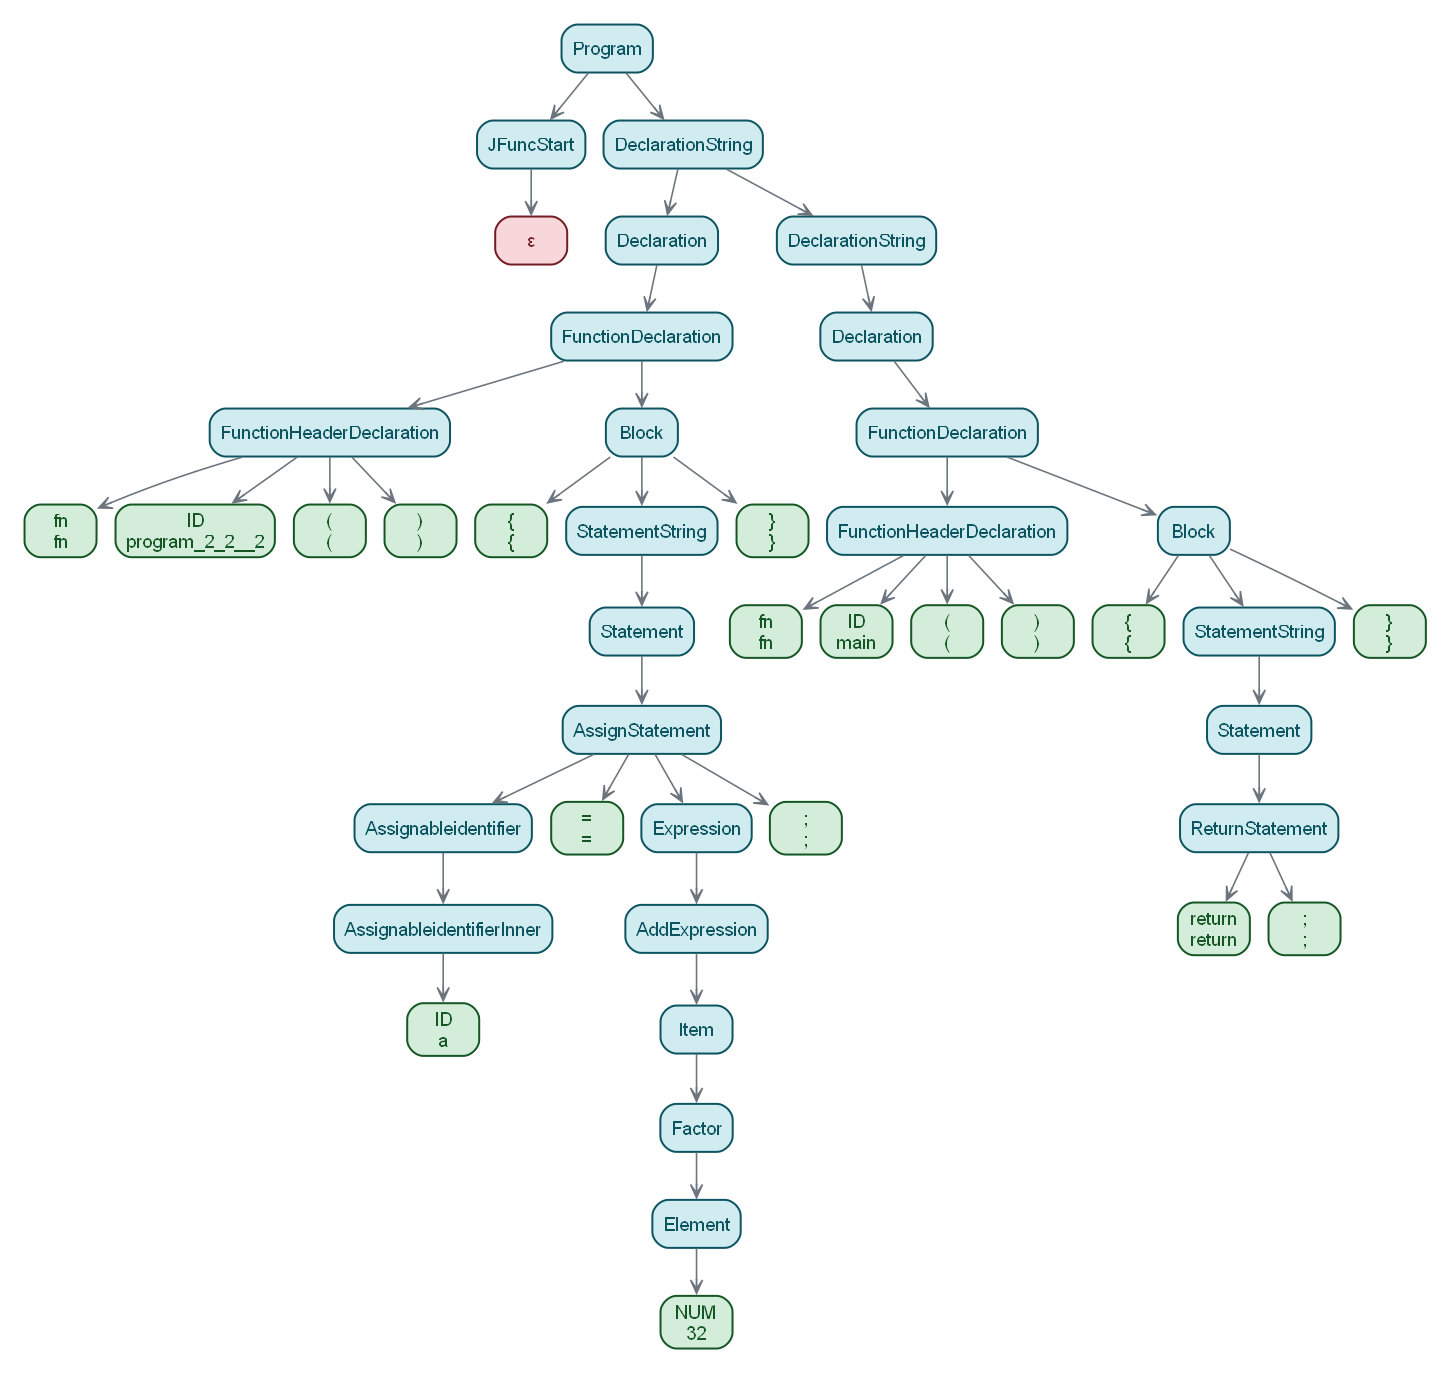 Program
JFuncStart
DeclarationString
ε
Declaration
DeclarationString
FunctionDeclaration
Declaration
FunctionHeaderDeclaration
Block
FunctionDeclaration
fn
fn
ID
program_2_2__2
(
(
)
)
{
{
StatementString
}
}
FunctionHeaderDeclaration
Block
Statement
fn
fn
ID
main
(
(
)
)
{
{
StatementString
}
}
AssignStatement
Statement
Assignableidentifier
=
=
Expression
;
;
ReturnStatement
AssignableidentifierInner
AddExpression
return
return
;
;
ID
a
Item
Factor
Element
NUM
32